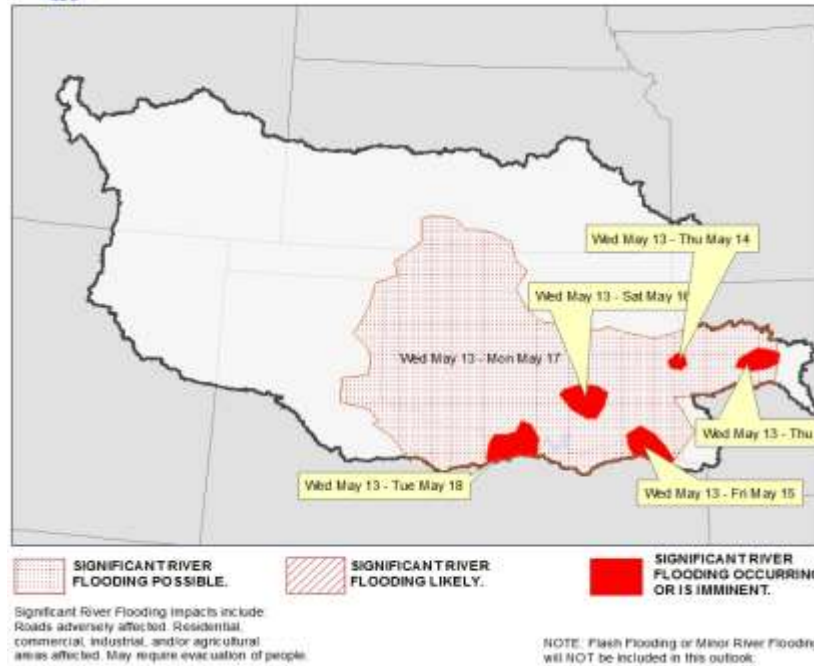 Wed May 13 - Thu May 14
Wed May 13 - Sat May 16
Wed May 13 - Mon May 17
Wed May 13 - Thu
Wed May 13 - Tue May 18
Wed May 13 - Fri May 15
SIGNIFICANT RIVER
FLOODING POSSIBLE.
SIGNIFICANT RIVER
FLOODING LIKELY.
SIGNIFICANT RIVER
FLOODING OCCURRING
OR IS IMMINENT.
Significant River Flooding Impacts include:
Roads adversely affected. Residential,
commercial, industrial, and/or agricultural
areas affected. May require evacuation of people.
NOTE: Flash Flooding or Minor River Flooding
will NOT be included in this outlook.